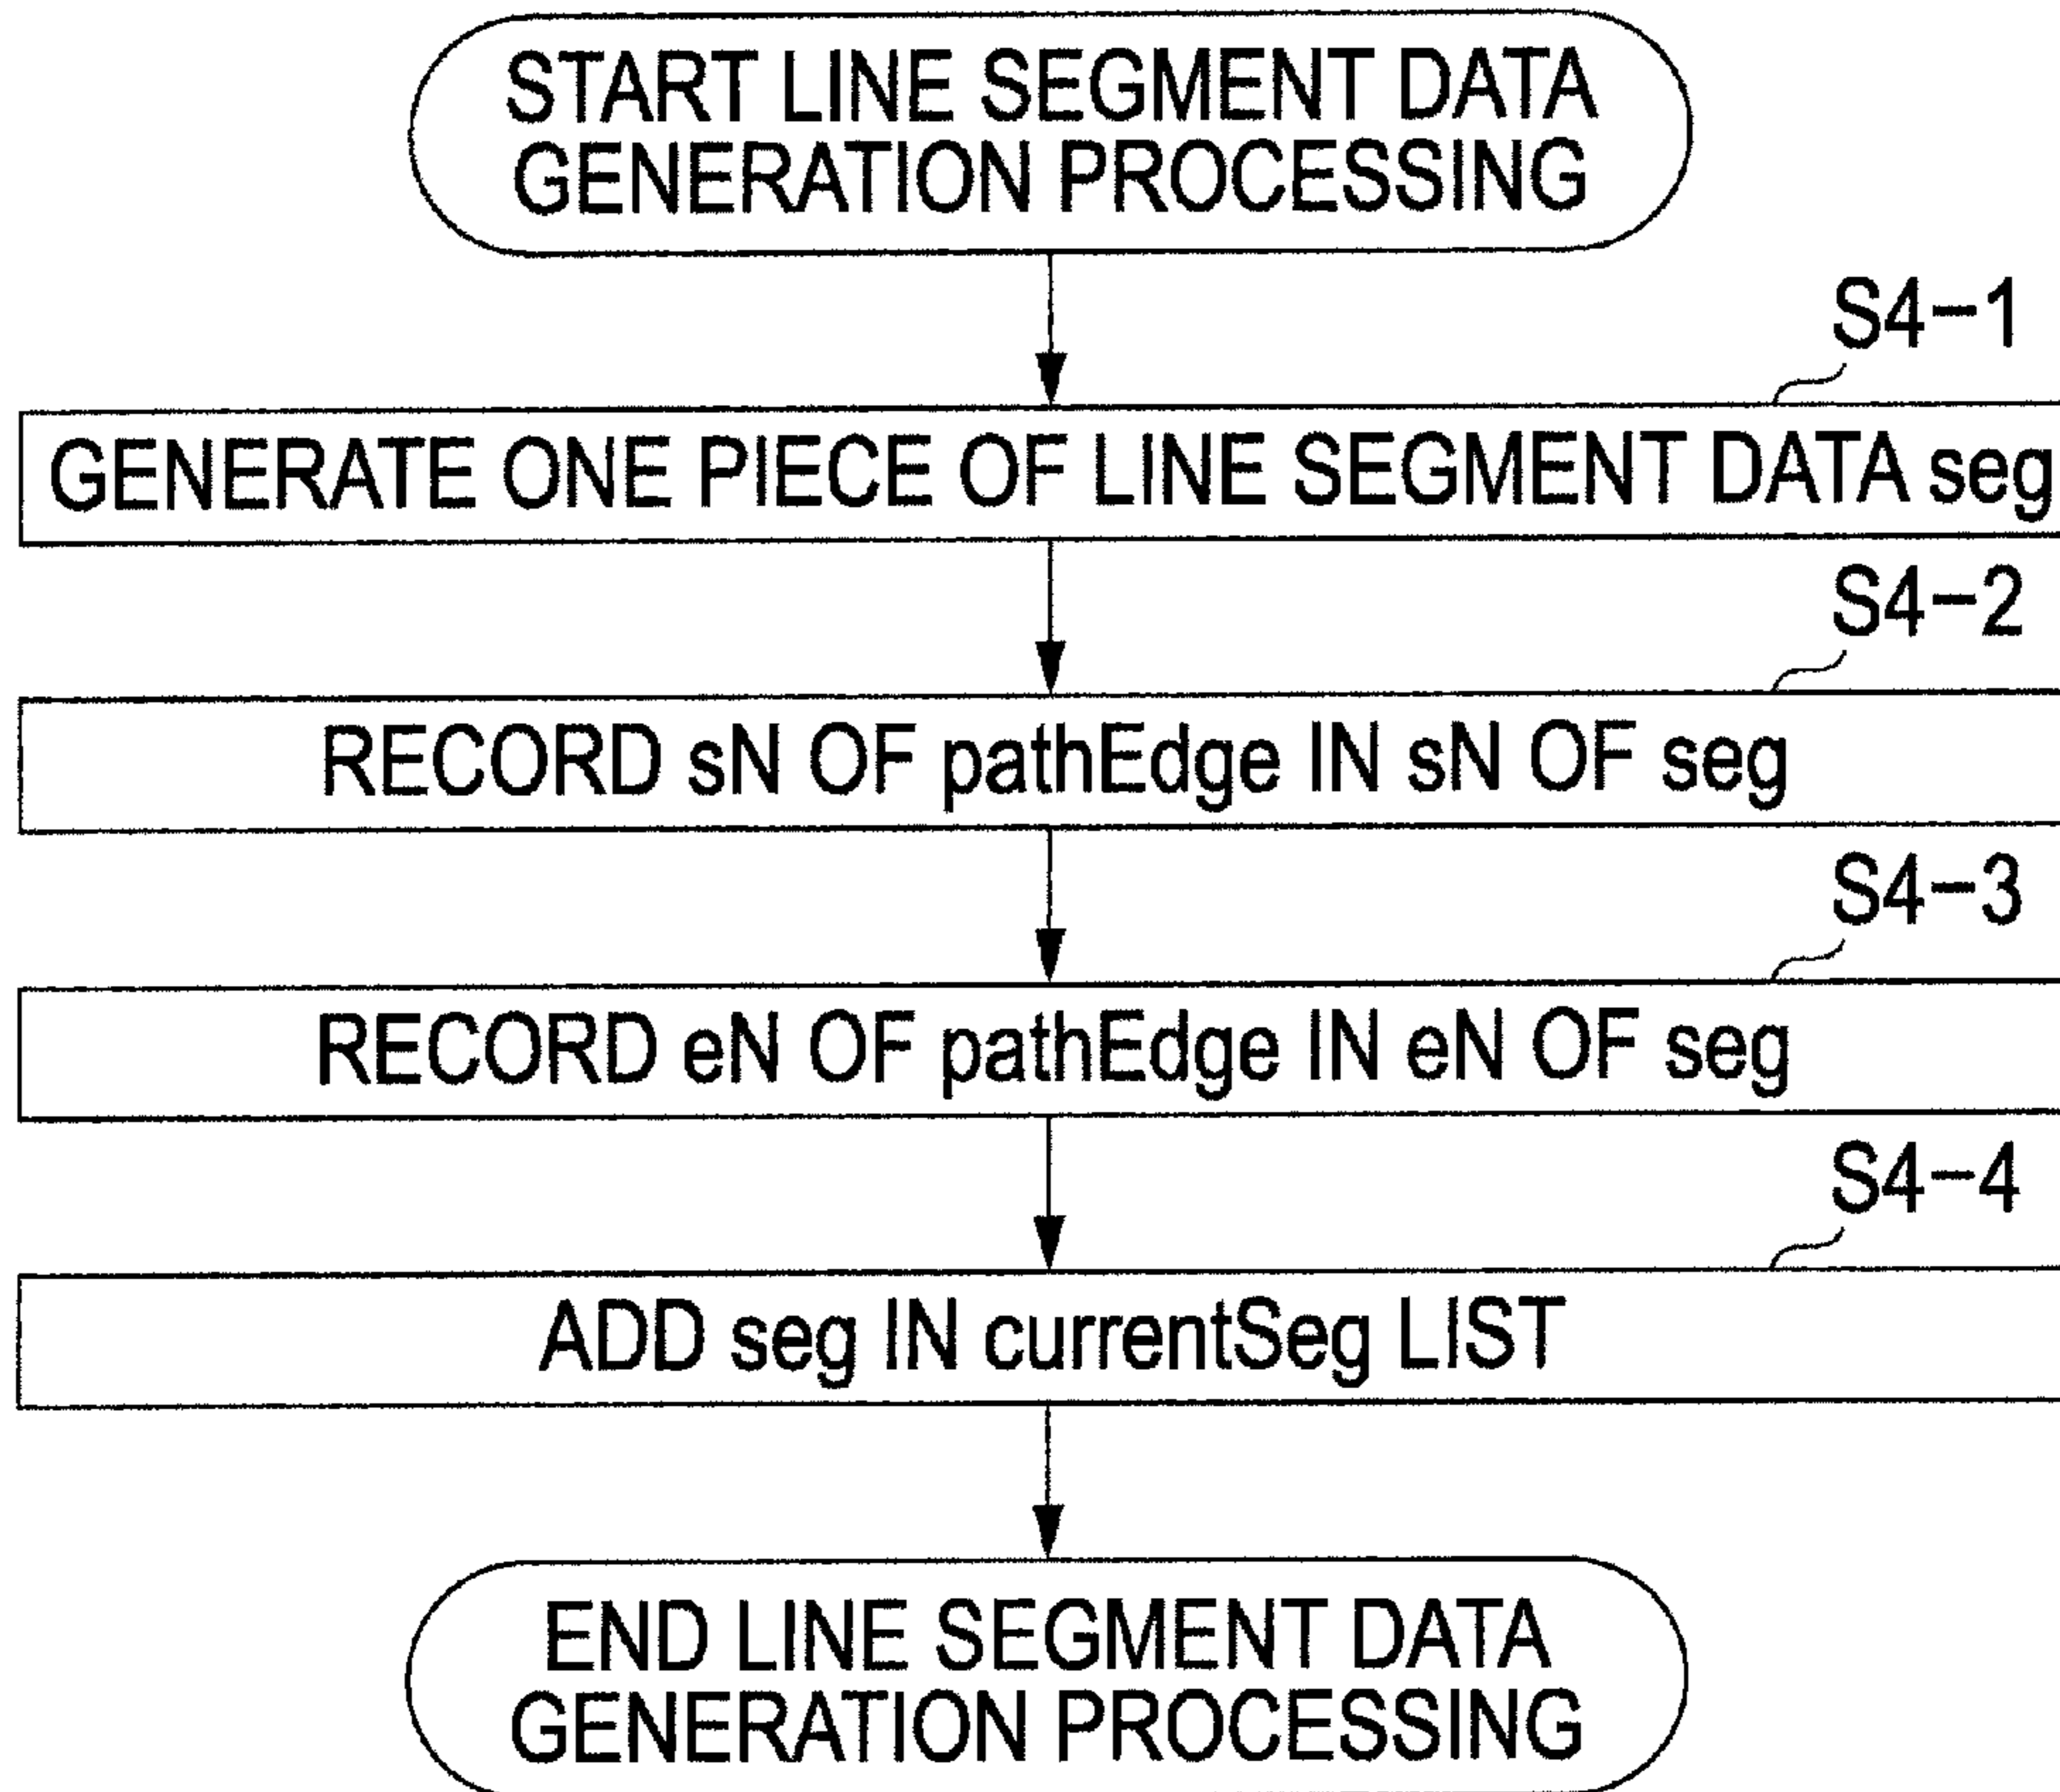 START LINE SEGMENT DATA
GENERATION PROCESSING
S4-1
GENERATE ONE PIECE OF LINE SEGMENT DATA seg
S4-2
RECORD sN OF pathEdge IN sN OF seg
S4-3
RECORD eN OF pathEdge IN eN OF seg
S4-4
ADD seg IN currentSeg LIST
END LINE SEGMENT DATA
GENERATION PROCESSING